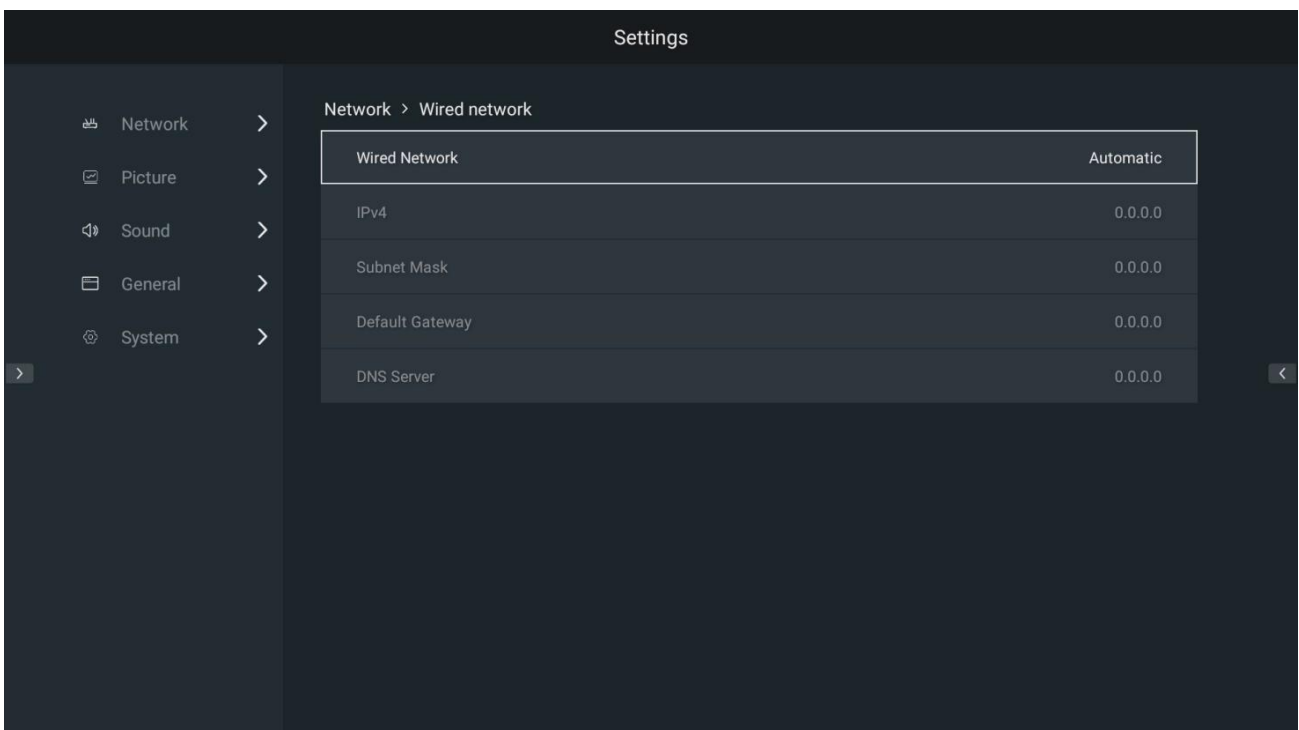 Settings
Network
Picture
Sound
General
System
Network > Wired network
Wired Network Automatic
IPv4 0.0.0.0
Subnet Mask 0.0.0.0
Default Gateway 0.0.0.0
DNS Server 0.0.0.0